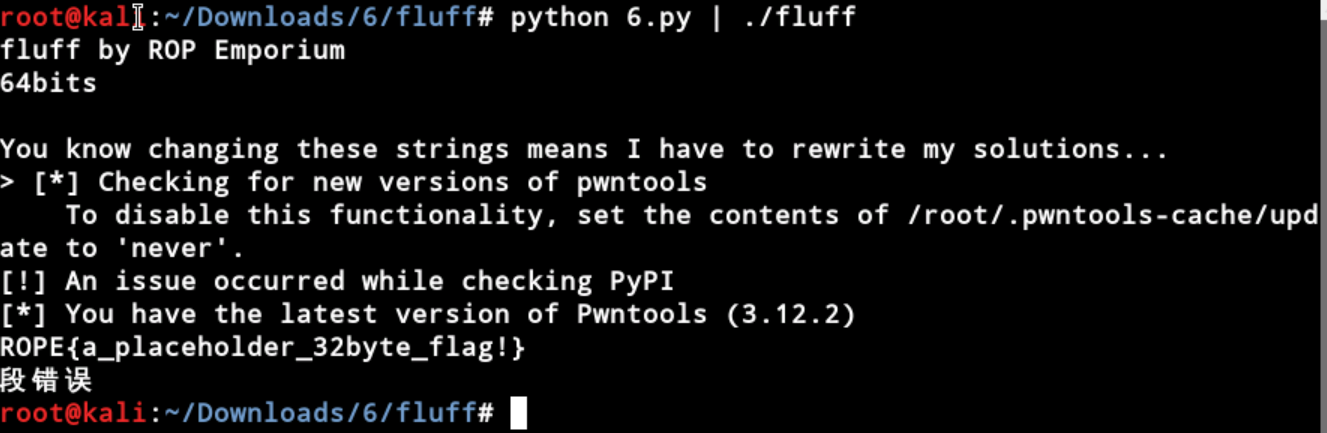 root@kali:~/Downloads/6/fluff# python 6.py | ./fluff
fluff by ROP Emporium
64bits
You know changing these strings means I have to rewrite my solutions...
> [*] Checking for new versions of pwntools
    To disable this functionality, set the contents of /root/.pwntools-cache/upd
ate to 'never'.
[!] An issue occurred while checking PyPI
[*] You have the latest version of Pwntools (3.12.2)
ROPE{a_placeholder_32byte_flag!}
段错误
root@kali:~/Downloads/6/fluff#